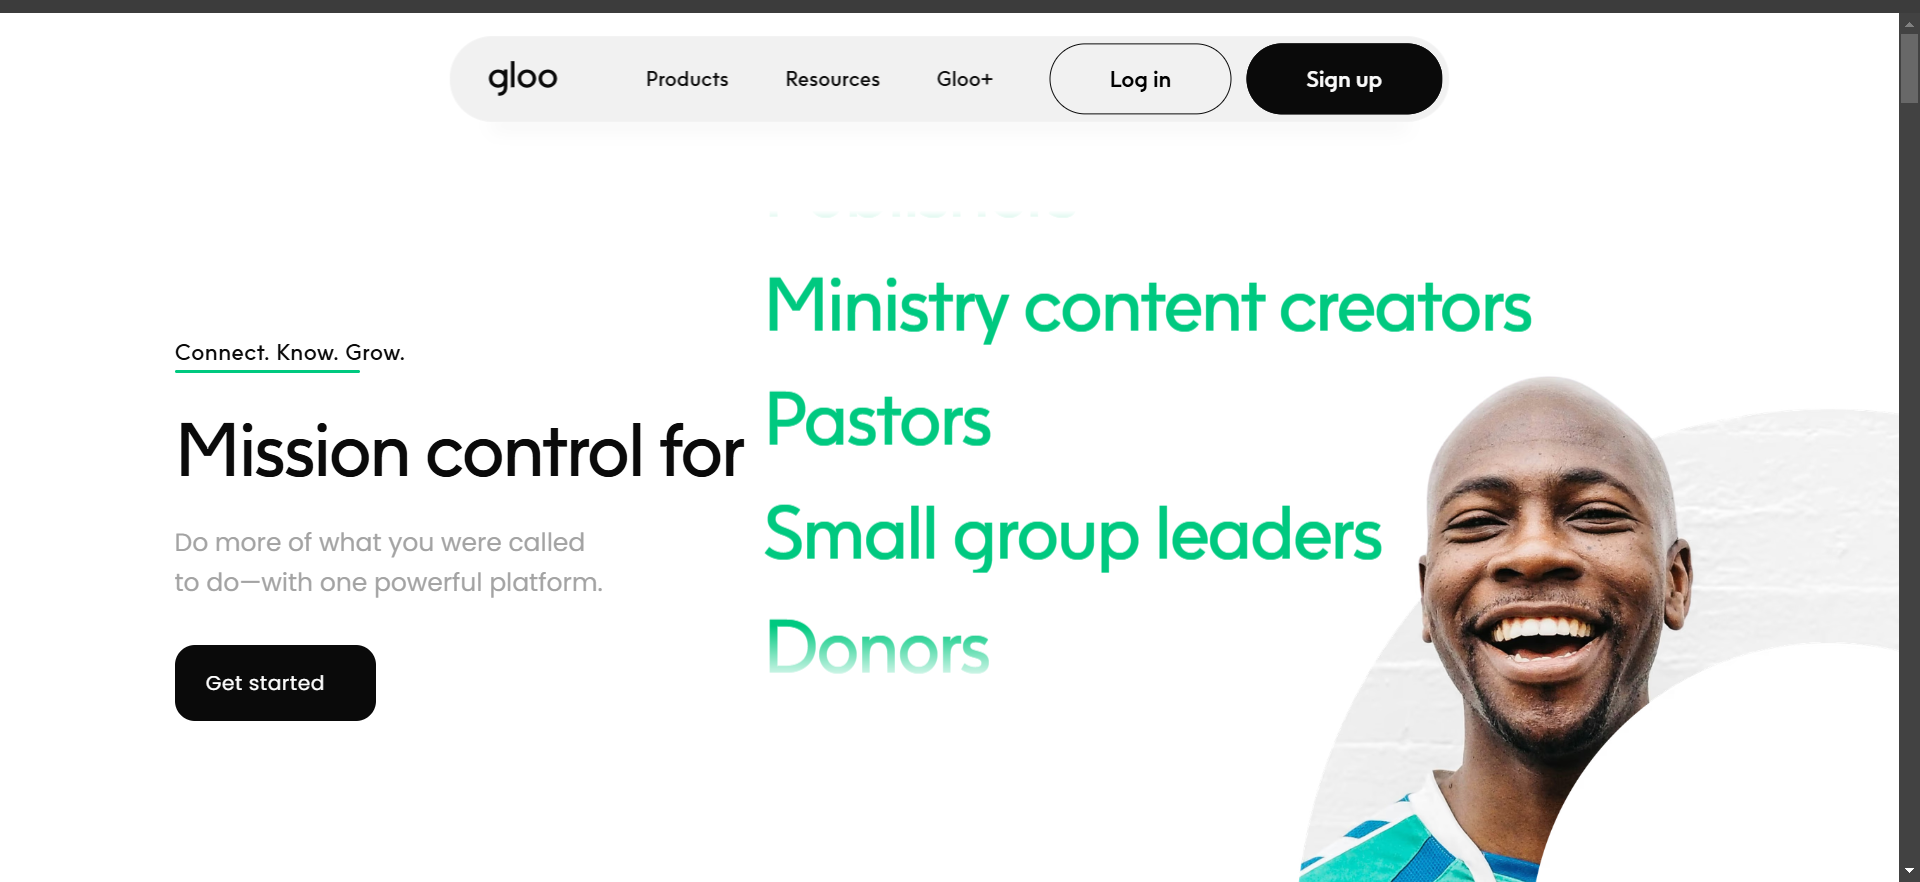 gloo
Products
Resources
Gloo+
Log in
Sign up
Ministry content creators
Connect. Know. Grow.
Pastors
Mission control for
Small group leaders
Do more of what you were called
to do—with one powerful platform.
Donors
Get started